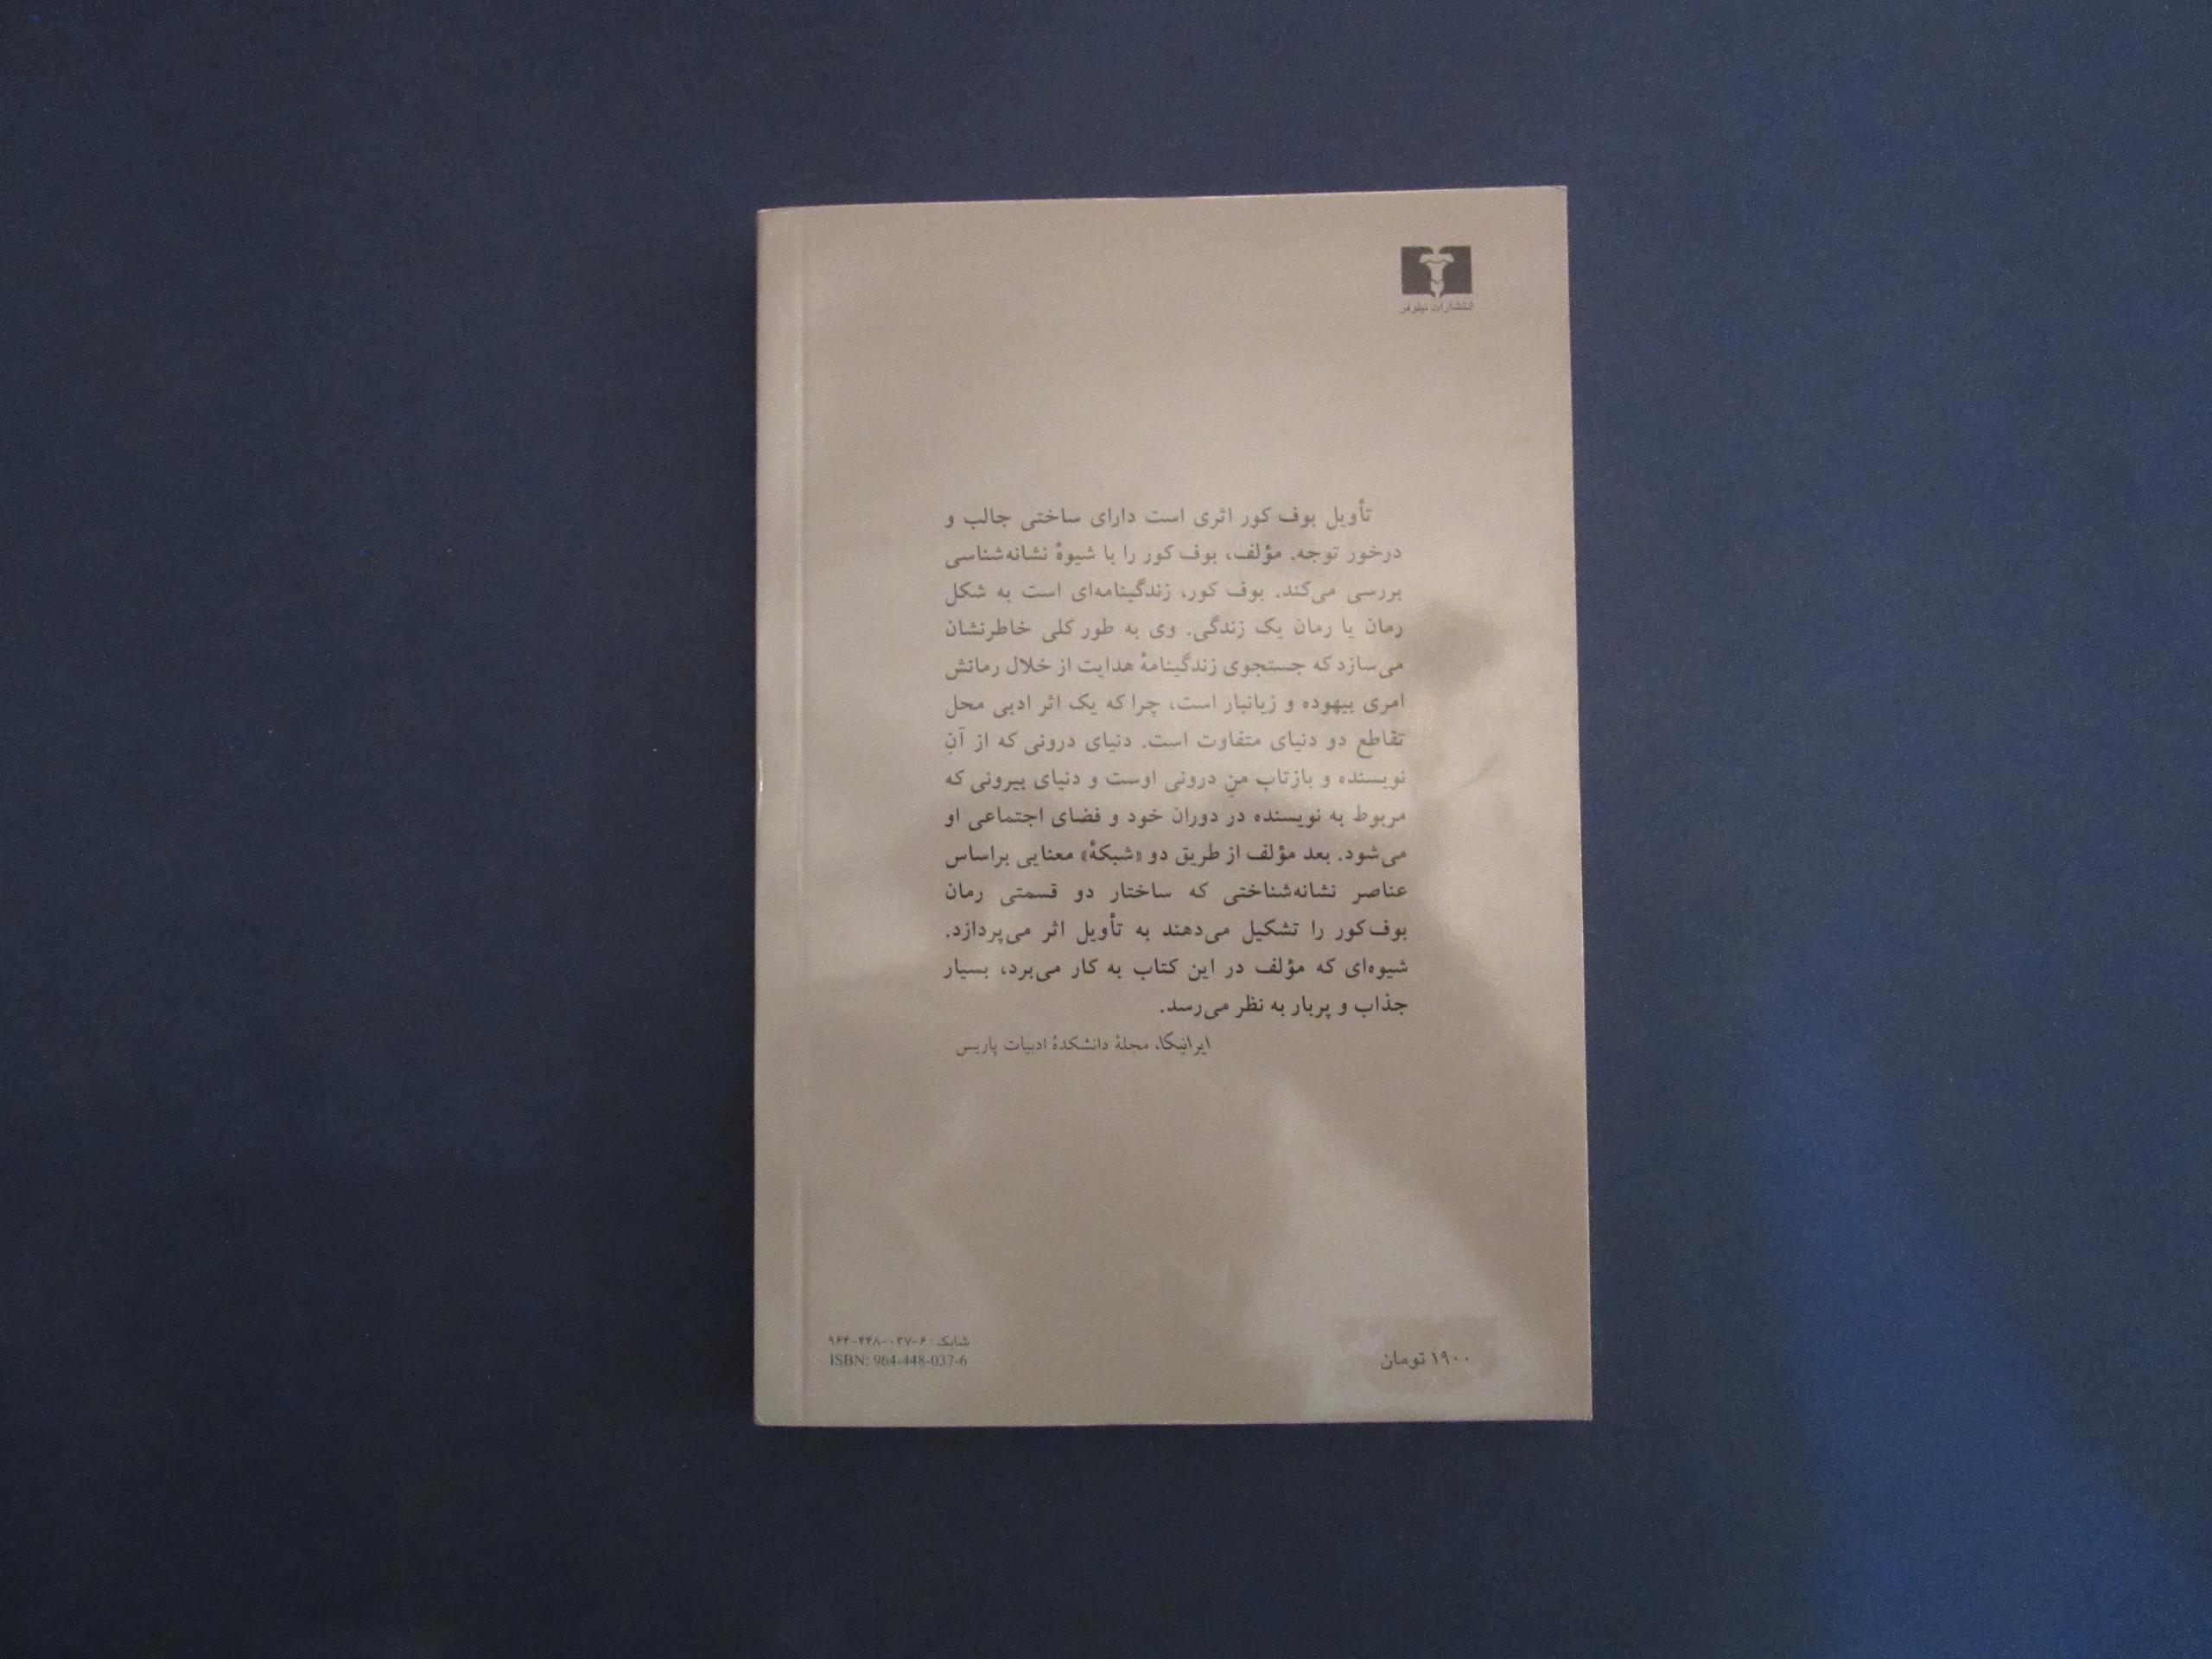 انتشارات نیلوفر
تأویل بوف کور اثری است دارای ساختی جالب و
درخور توجه. مؤلف، بوف کور را با شیوهٔ نشانه‌شناسی
بررسی می‌کند. بوف کور، زندگینامه‌ای است به شکل
رمان یا رمان یک زندگی. وی به طور کلی خاطرنشان
می‌سازد که جستجوی زندگینامهٔ هدایت از خلال رمانش
امری بیهوده و زیانبار است، چرا که یک اثر ادبی محل
تقاطع دو دنیای متفاوت است. دنیای درونی که از آنِ
نویسنده و بازتاب منِ درونی اوست و دنیای بیرونی که
مربوط به نویسنده در دوران خود و فضای اجتماعی او
می‌شود. بعد مؤلف از طریق دو «شبکهٔ» معنایی براساس
عناصر نشانه‌شناختی که ساختار دو قسمتی رمان
بوف‌کور را تشکیل می‌دهند به تأویل اثر می‌پردازد.
شیوه‌ای که مؤلف در این کتاب به کار می‌برد، بسیار
جذاب و پربار به نظر می‌رسد.
ایرانیکا، مجلهٔ دانشکدهٔ ادبیات پاریس
شابک: ۶-۰۳۷-۴۴۸-۹۶۴
ISBN: 964-448-037-6
۱۹۰۰ تومان